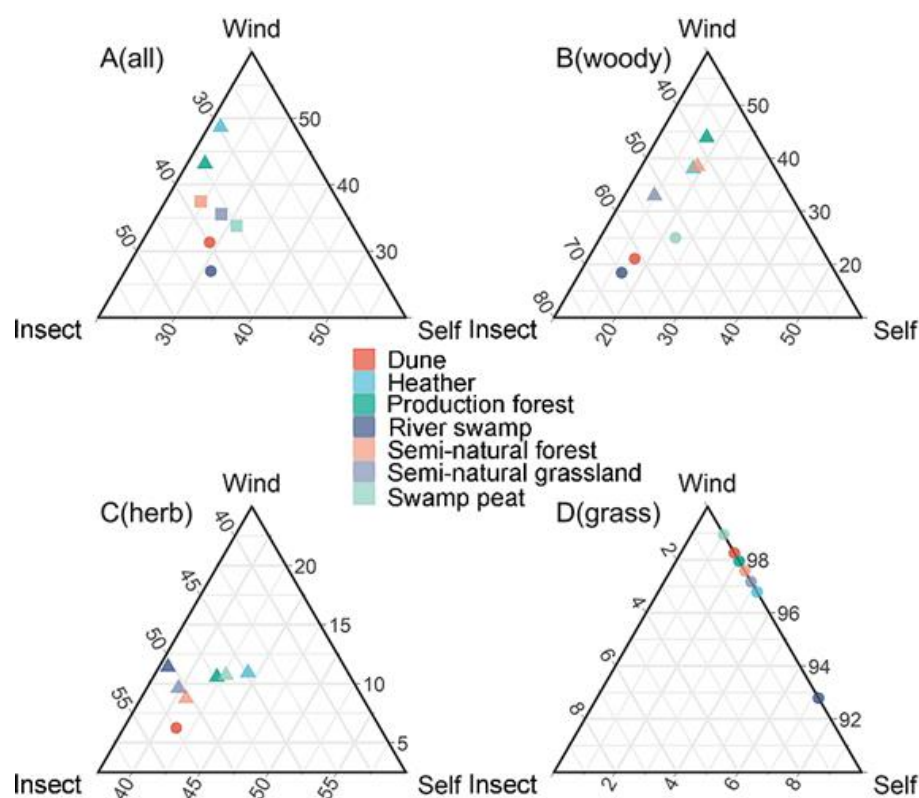 Wind
A(all)
30
50
40
40
50
30
Insect
30
40
50
Self
Wind
B(woody)
40
50
50
40
60
30
70
20
80
Insect
20
30
40
50
Self
Dune
Heather
Production forest
River swamp
Semi-natural forest
Semi-natural grassland
Swamp peat
Wind
C(herb)
40
20
45
15
50
10
55
5
Insect
40
45
50
55
Self
Wind
D(grass)
2
98
4
96
6
94
8
92
Insect
2
4
6
8
Self